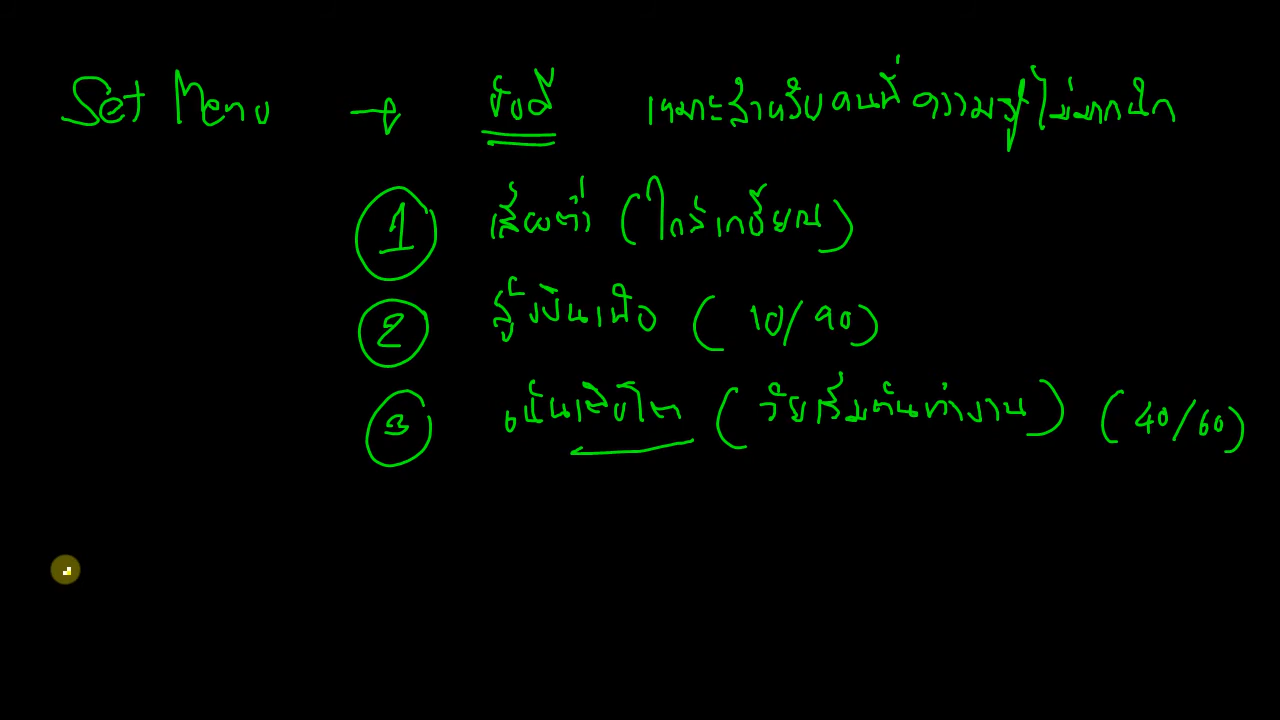 Set Menu → ข้อดี เหมาะสำหรับคนที่ความรู้ไม่มากนัก
1 เสี่ยงต่ำ (ใกล้เกษียณ)
2 สู้เงินเฟ้อ (10/90)
3 หุ้นเติบโต (วัยเริ่มต้นทำงาน) (40/60)